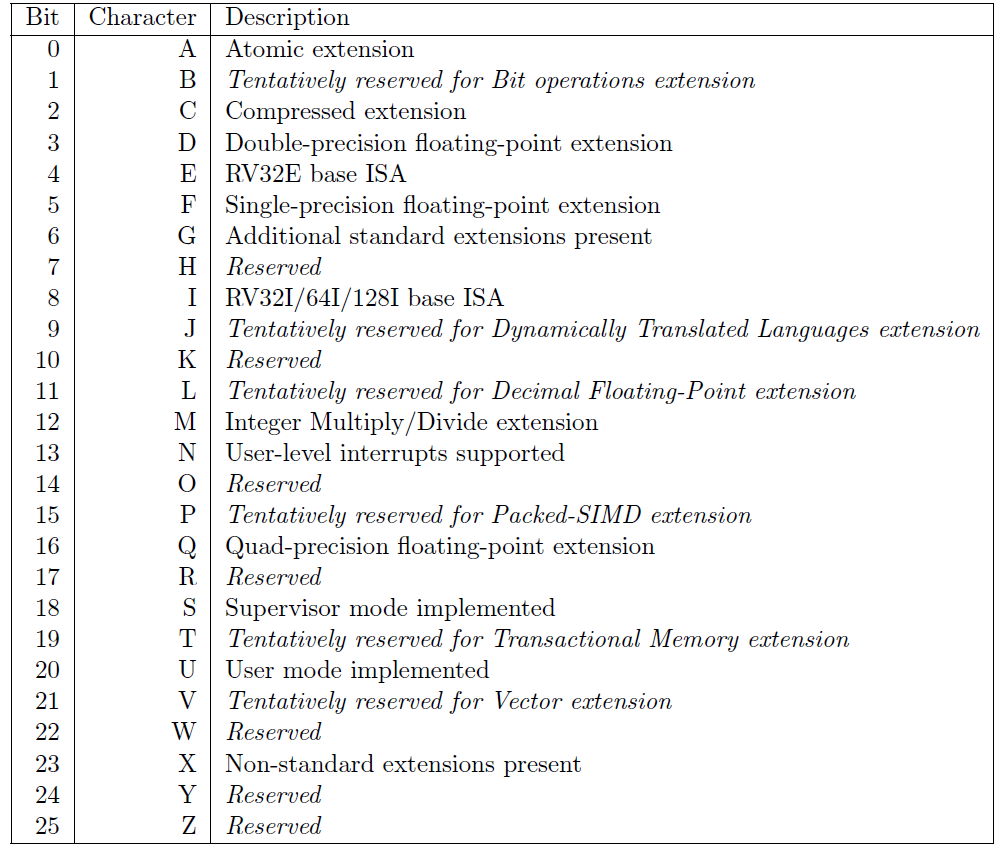 Bit Character Description
0 A Atomic extension
1 B Tentatively reserved for Bit operations extension
2 C Compressed extension
3 D Double-precision floating-point extension
4 E RV32E base ISA
5 F Single-precision floating-point extension
6 G Additional standard extensions present
7 H Reserved
8 I RV32I/64I/128I base ISA
9 J Tentatively reserved for Dynamically Translated Languages extension
10 K Reserved
11 L Tentatively reserved for Decimal Floating-Point extension
12 M Integer Multiply/Divide extension
13 N User-level interrupts supported
14 O Reserved
15 P Tentatively reserved for Packed-SIMD extension
16 Q Quad-precision floating-point extension
17 R Reserved
18 S Supervisor mode implemented
19 T Tentatively reserved for Transactional Memory extension
20 U User mode implemented
21 V Tentatively reserved for Vector extension
22 W Reserved
23 X Non-standard extensions present
24 Y Reserved
25 Z Reserved